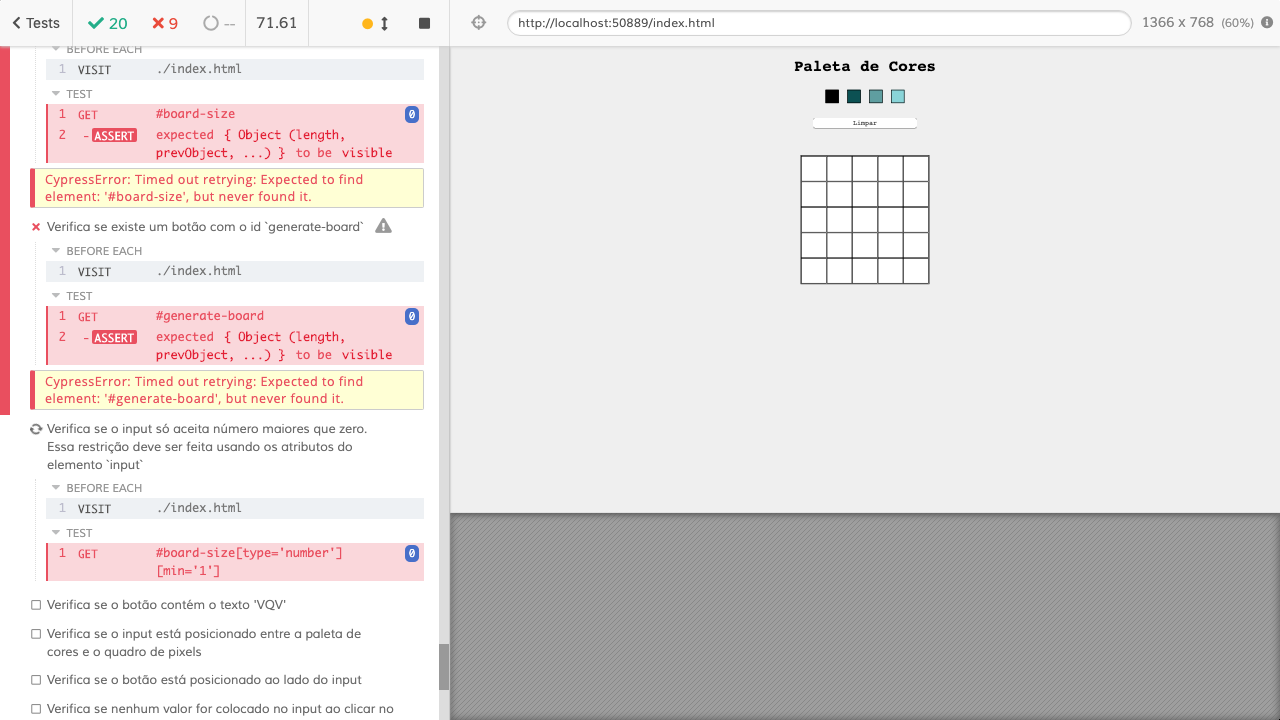 Tests
20
9
--
71.61
http://localhost:50889/index.html
1366 x 768 (60%)
BEFORE EACH
1 VISIT ./index.html
TEST
1 GET #board-size 0
2 -ASSERT expected { Object (length,
prevObject, ...) } to be visible
CypressError: Timed out retrying: Expected to find
element: '#board-size', but never found it.
Verifica se existe um botão com o id `generate-board`
BEFORE EACH
1 VISIT ./index.html
TEST
1 GET #generate-board 0
2 -ASSERT expected { Object (length,
prevObject, ...) } to be visible
CypressError: Timed out retrying: Expected to find
element: '#generate-board', but never found it.
Verifica se o input só aceita número maiores que zero.
Essa restrição deve ser feita usando os atributos do
elemento `input`
BEFORE EACH
1 VISIT ./index.html
TEST
1 GET #board-size[type='number'] 0
[min='1']
Verifica se o botão contém o texto 'VQV'
Verifica se o input está posicionado entre a paleta de
cores e o quadro de pixels
Verifica se o botão está posicionado ao lado do input
Verifica se nenhum valor for colocado no input ao clicar no
Paleta de Cores
Limpar